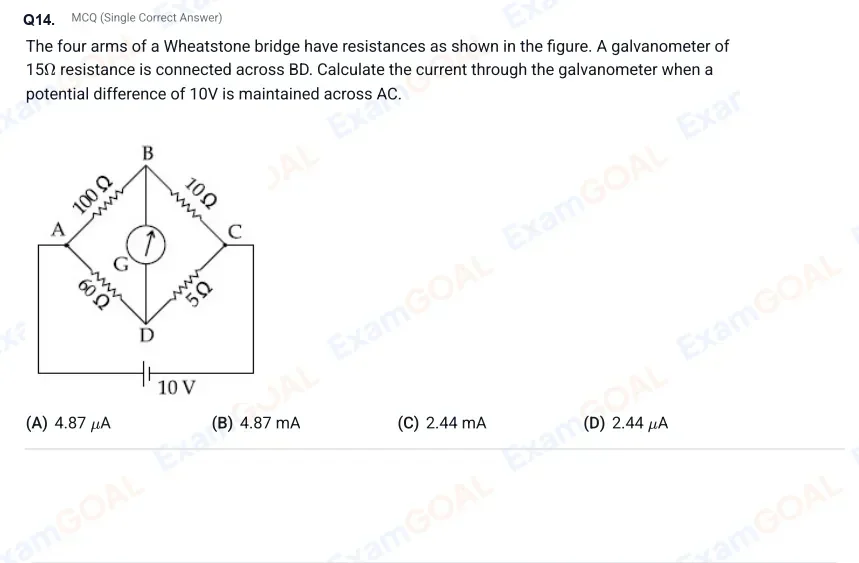 Q14. MCQ (Single Correct Answer)
The four arms of a Wheatstone bridge have resistances as shown in the figure. A galvanometer of
15Ω resistance is connected across BD. Calculate the current through the galvanometer when a
potential difference of 10V is maintained across AC.
B
100 Ω
10 Ω
A
C
G
60 Ω
5 Ω
D
10 V
(A) 4.87 μA
(B) 4.87 mA
(C) 2.44 mA
(D) 2.44 μA
ExamGOAL